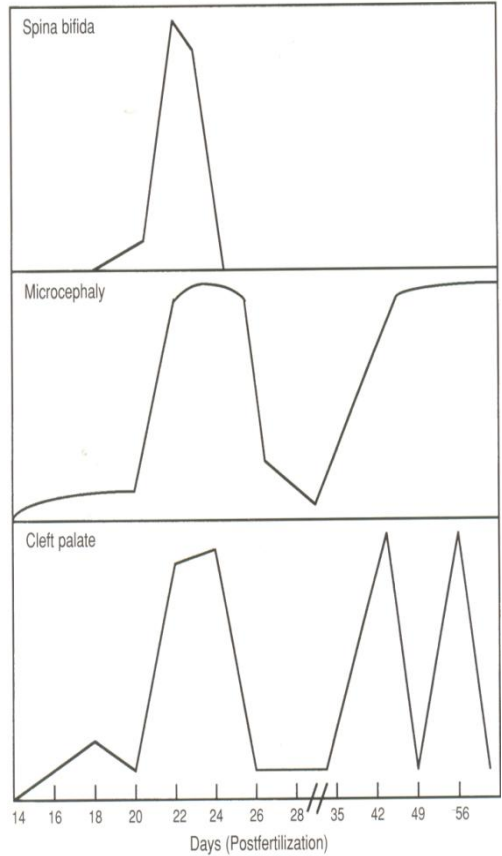 Spina bifida
Microcephaly
Cleft palate
14 16 18 20 22 24 26 28 35 42 49 56
Days (Postfertilization)